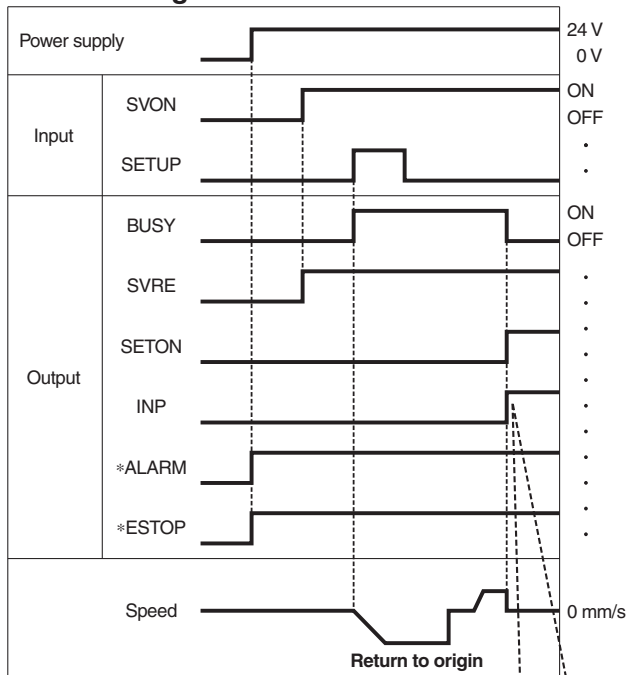 Power supply
24 V
0 V
Input
SVON
ON
OFF
SETUP
Output
BUSY
ON
OFF
SVRE
SETON
INP
*ALARM
*ESTOP
Speed
0 mm/s
Return to origin